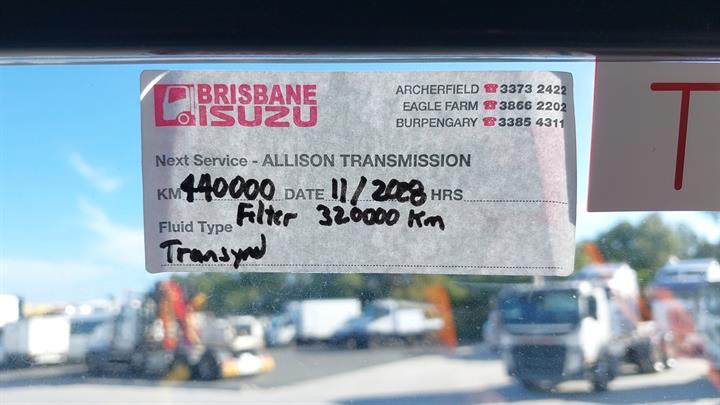 BRISBANE
ISUZU
ARCHERFIELD ☎ 3373 2422
EAGLE FARM ☎ 3866 2202
BURPENGARY ☎ 3385 4311
Next Service - ALLISON TRANSMISSION
KM 440000 DATE 11/2028 HRS
Filter 320000 Km
Fluid Type
Transynd
T